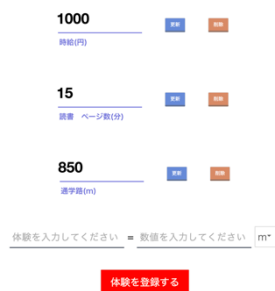 1000 更新 削除
時給(円)
15 更新 削除
読書 ページ数(分)
850 更新 削除
通学路(m)
体験を入力してください = 数値を入力してください m
体験を登録する